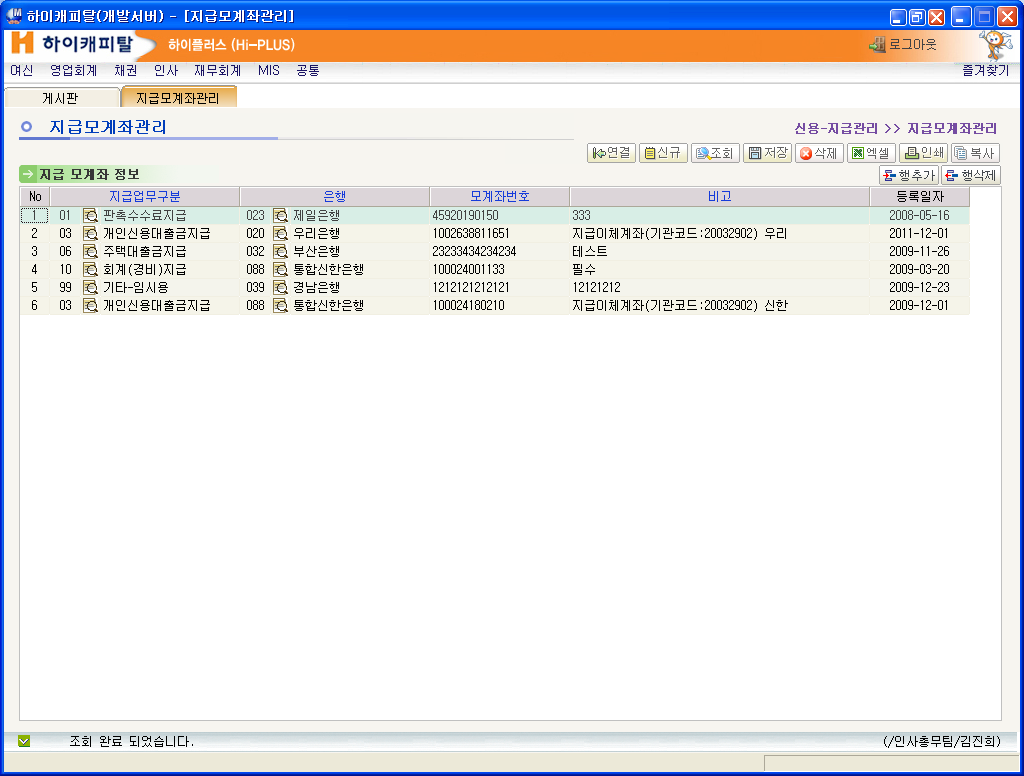 하이캐피탈(개발서버) - [지급모계좌관리]
하이캐피탈 하이플러스 (Hi-PLUS) 로그아웃
여신 영업회계 채권 인사 재무회계 MIS 공통 즐겨찾기
게시판 지급모계좌관리
지급모계좌관리 신용-지급관리 >> 지급모계좌관리
연결 신규 조회 저장 삭제 엑셀 인쇄 복사
지급 모계좌 정보 행추가 행삭제
No 지급업무구분 은행 모계좌번호 비고 등록일자
1 01 판촉수수료지급 023 제일은행 45920190150 333 2008-05-16
2 03 개인신용대출금지급 020 우리은행 1002638811651 지급이체계좌(기관코드:20032902) 우리 2011-12-01
3 06 주택대출금지급 032 부산은행 23233434234234 테스트 2009-11-26
4 10 회계(경비)지급 088 통합신한은행 100024001133 필수 2009-03-20
5 99 기타-임시용 039 경남은행 1212121212121 12121212 2009-12-23
6 03 개인신용대출금지급 088 통합신한은행 100024180210 지급이체계좌(기관코드:20032902) 신한 2009-12-01
조회 완료 되었습니다. (/인사총무팀/김진희)